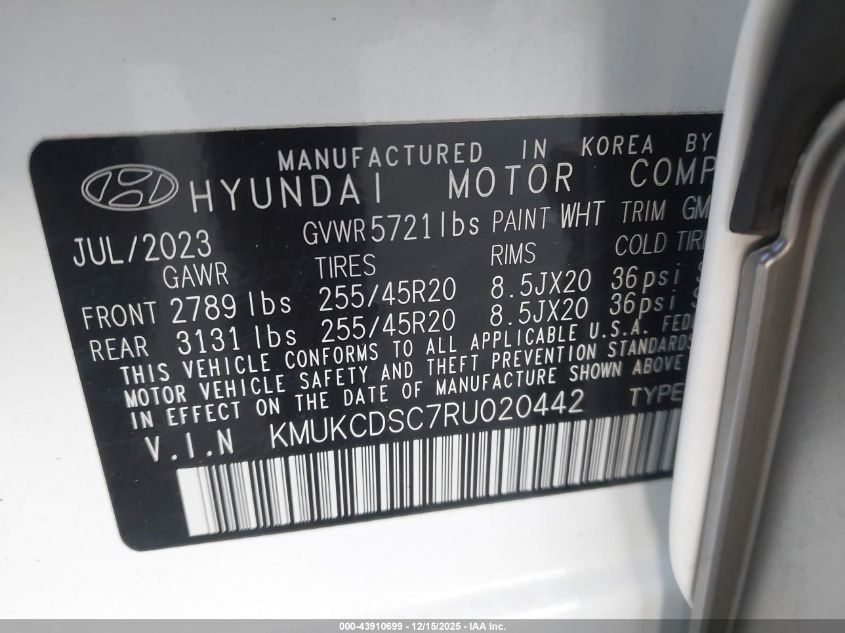 MANUFACTURED IN KOREA BY
HYUNDAI MOTOR COMP
JUL/2023 GVWR 5721 lbs PAINT WHT TRIM GM
GAWR TIRES RIMS COLD TIRE
FRONT 2789 lbs 255/45R20 8.5JX20 36psi
REAR 3131 lbs 255/45R20 8.5JX20 36psi
THIS VEHICLE CONFORMS TO ALL APPLICABLE U.S.A. FED
MOTOR VEHICLE SAFETY AND THEFT PREVENTION STANDARDS
IN EFFECT ON THE DATE OF MANUFACTURE SHOWN ABOVE
V.I.N KMUKCDSC7RU020442 TYPE
000-43910699 - 12/15/2025 - IAA Inc.